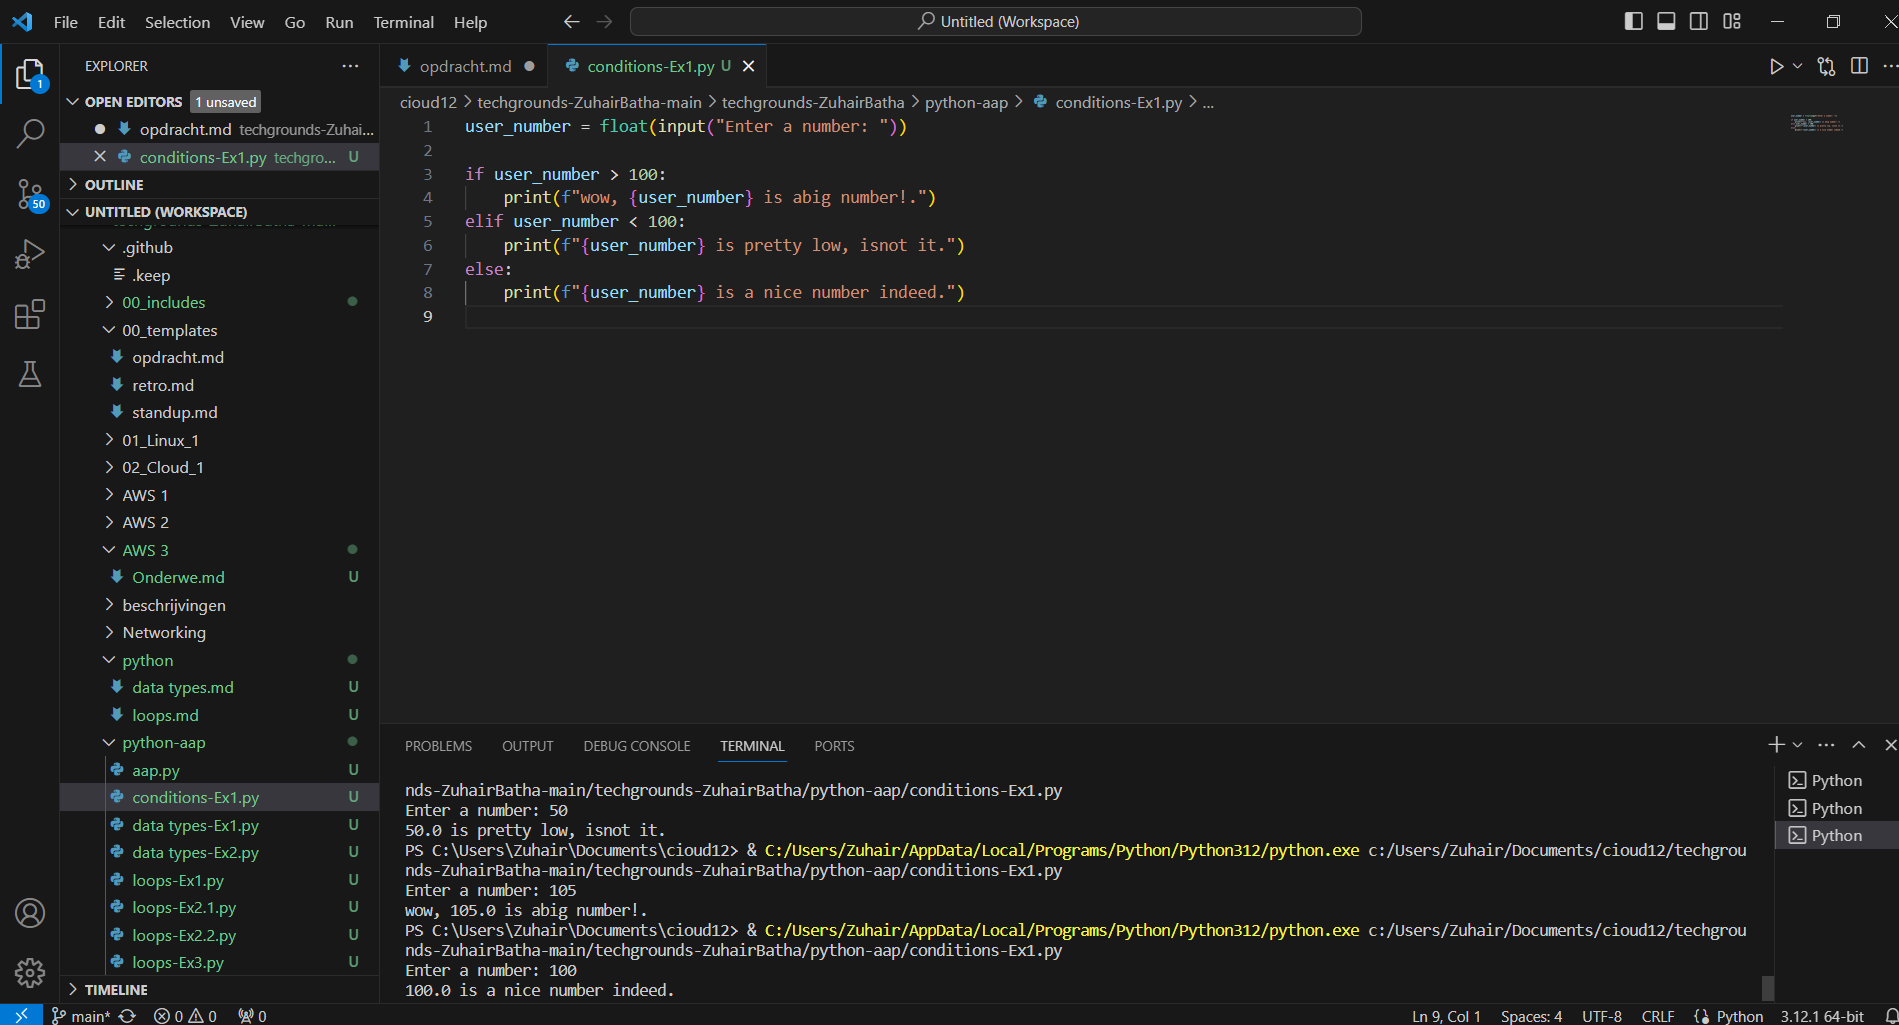 File Edit Selection View Go Run Terminal Help
Untitled (Workspace)
EXPLORER
OPEN EDITORS 1 unsaved
opdracht.md techgrounds-Zuhai...
conditions-Ex1.py techgro... U
OUTLINE
UNTITLED (WORKSPACE)
.github
.keep
00_includes
00_templates
opdracht.md
retro.md
standup.md
01_Linux_1
02_Cloud_1
AWS 1
AWS 2
AWS 3
Onderwe.md U
beschrijvingen
Networking
python
data types.md U
loops.md U
python-aap
aap.py U
conditions-Ex1.py U
data types-Ex1.py U
data types-Ex2.py U
loops-Ex1.py U
loops-Ex2.1.py U
loops-Ex2.2.py U
loops-Ex3.py U
TIMELINE
1
50
opdracht.md
conditions-Ex1.py U
cioud12 > techgrounds-ZuhairBatha-main > techgrounds-ZuhairBatha > python-aap > conditions-Ex1.py > ...
1 user_number = float(input("Enter a number: "))
2
3 if user_number > 100:
4 print(f"wow, {user_number} is abig number!.")
5 elif user_number < 100:
6 print(f"{user_number} is pretty low, isnot it.")
7 else:
8 print(f"{user_number} is a nice number indeed.")
9
PROBLEMS OUTPUT DEBUG CONSOLE TERMINAL PORTS
nds-ZuhairBatha-main/techgrounds-ZuhairBatha/python-aap/conditions-Ex1.py
Enter a number: 50
50.0 is pretty low, isnot it.
PS C:\Users\Zuhair\Documents\cioud12> & C:/Users/Zuhair/AppData/Local/Programs/Python/Python312/python.exe c:/Users/Zuhair/Documents/cioud12/techgrou
nds-ZuhairBatha-main/techgrounds-ZuhairBatha/python-aap/conditions-Ex1.py
Enter a number: 105
wow, 105.0 is abig number!.
PS C:\Users\Zuhair\Documents\cioud12> & C:/Users/Zuhair/AppData/Local/Programs/Python/Python312/python.exe c:/Users/Zuhair/Documents/cioud12/techgrou
nds-ZuhairBatha-main/techgrounds-ZuhairBatha/python-aap/conditions-Ex1.py
Enter a number: 100
100.0 is a nice number indeed.
Python
Python
Python
main* 0 0 0
Ln 9, Col 1 Spaces: 4 UTF-8 CRLF Python 3.12.1 64-bit